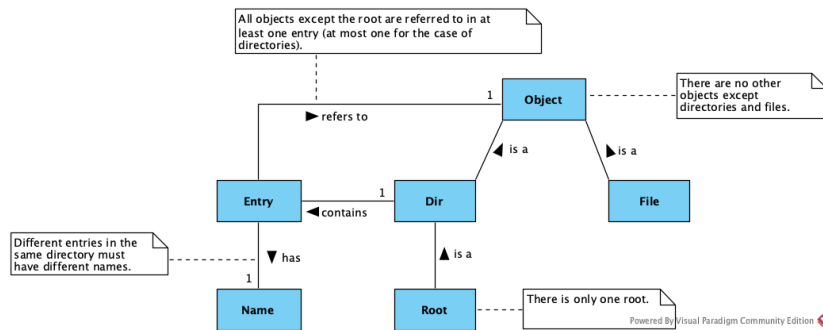 All objects except the root are referred to in at
least one entry (at most one for the case of
directories).
There are no other
objects except
directories and files.
1
Object
refers to
is a
is a
Entry
1
contains
Dir
File
Different entries in the
same directory must
have different names.
has
is a
1
Name
Root
There is only one root.
Powered By Visual Paradigm Community Edition